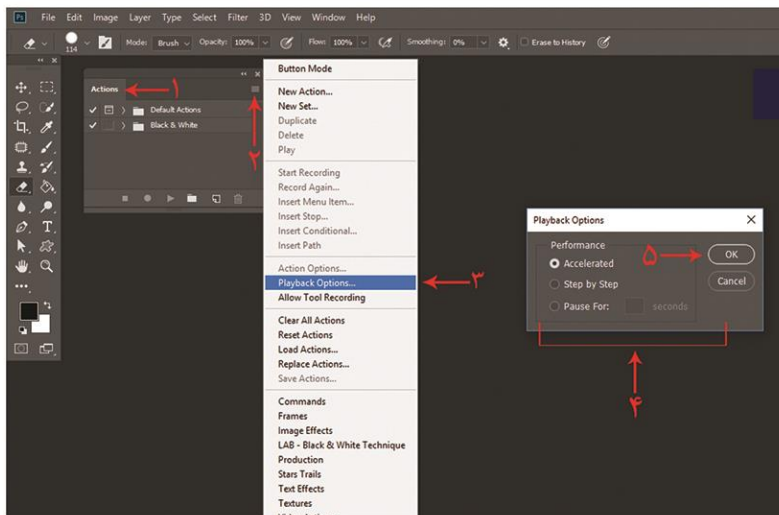 Ps File Edit Image Layer Type Select Filter 3D View Window Help
114 Mode: Brush Opacity: 100% Flow: 100% Smoothing: 0% Erase to History
Actions
۱
Default Actions
Black & White
۲
Button Mode
New Action...
New Set...
Duplicate
Delete
Play
Start Recording
Record Again...
Insert Menu Item...
Insert Stop...
Insert Conditional...
Insert Path
Action Options...
Playback Options...
۳
Allow Tool Recording
Clear All Actions
Reset Actions
Load Actions...
Replace Actions...
Save Actions...
Commands
Frames
Image Effects
LAB - Black & White Technique
Production
Stars Trails
Text Effects
Textures
Playback Options
Performance
Accelerated
Step by Step
Pause For: seconds
۵
OK
Cancel
۴